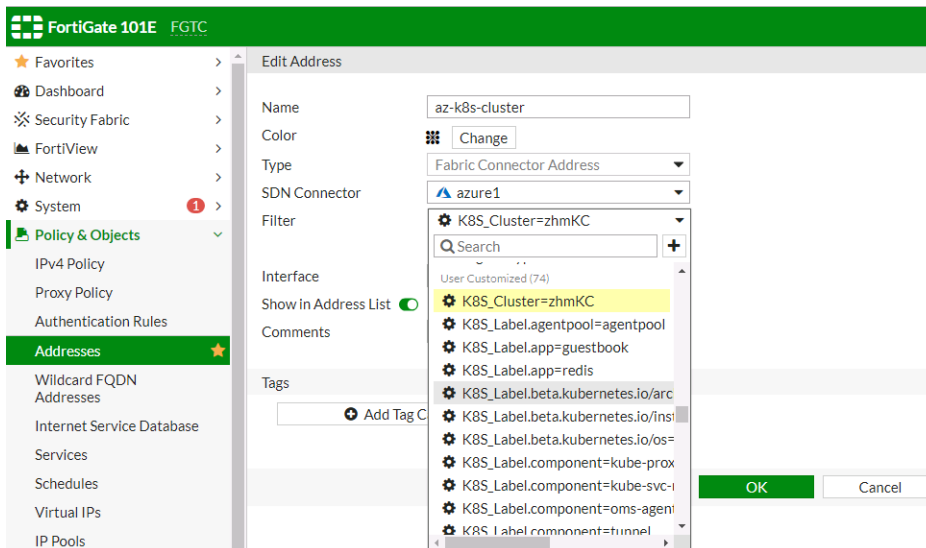 FortiGate 101E FGTC
Favorites
Dashboard
Security Fabric
FortiView
Network
System 1
Policy & Objects
IPv4 Policy
Proxy Policy
Authentication Rules
Addresses
Wildcard FQDN
Addresses
Internet Service Database
Services
Schedules
Virtual IPs
IP Pools
Edit Address
Name az-k8s-cluster
Color Change
Type Fabric Connector Address
SDN Connector azure1
Filter K8S_Cluster=zhmKC
Search
User Customized (74)
K8S_Cluster=zhmKC
K8S_Label.agentpool=agentpool
K8S_Label.app=guestbook
K8S_Label.app=redis
K8S_Label.beta.kubernetes.io/arc
K8S_Label.beta.kubernetes.io/inst
K8S_Label.beta.kubernetes.io/os=
K8S_Label.component=kube-prox
K8S_Label.component=kube-svc-r
K8S_Label.component=oms-agent
K8S_Label.component=tunnel
Interface
Show in Address List
Comments
Tags
Add Tag C
OK Cancel